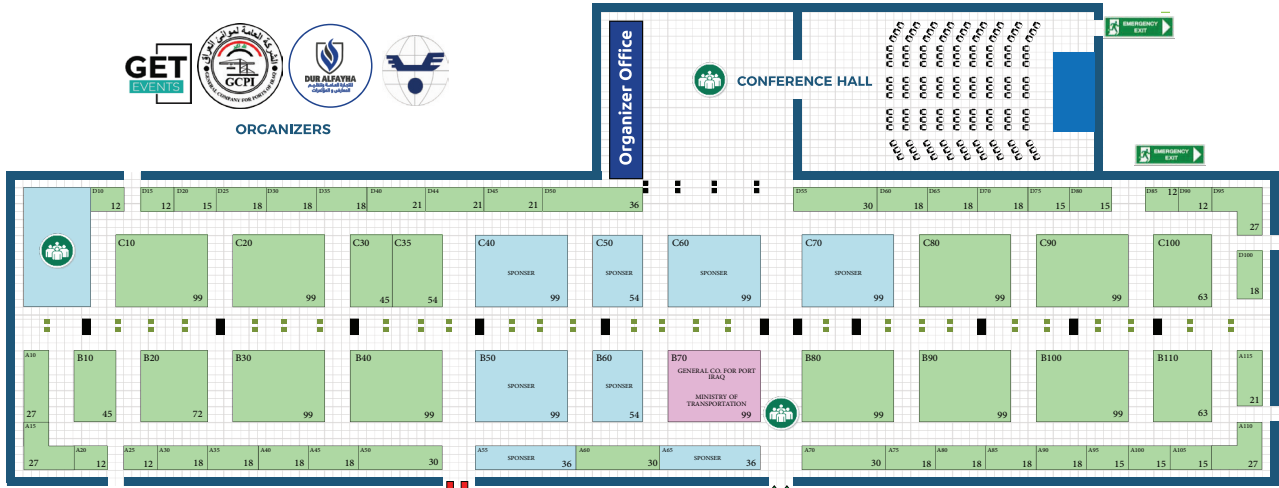 EMERGENCY
EXIT
Organizer Office
CONFERENCE HALL
GET
EVENTS
الشركة العامة لموانئ العراق
GCPI
GENERAL COMPANY FOR PORTS OF IRAQ
DUR ALFAYHA
ORGANIZERS
EMERGENCY
EXIT
D10 12
D15 12
D20 15
D25 18
D30 18
D35 18
D40 21
D44 21
D45 21
D50 36
D55 30
D60 18
D65 18
D70 18
D75 15
D80 15
D85 12
D90 12
D95 27
C10 99
C20 99
C30 45
C35 54
C40 SPONSER 99
C50 SPONSER 54
C60 SPONSER 99
C70 SPONSER 99
C80 99
C90 99
C100 63
D100 18
A10 27
B10 45
B20 72
B30 99
B40 99
B50 SPONSER 99
B60 SPONSER 54
B70
GENERAL CO. FOR PORT
IRAQ
MINISTRY OF
TRANSPORTATION
99
B80 99
B90 99
B100 99
B110 63
A115 21
A15 27
A20 12
A25 12
A30 18
A35 18
A40 18
A45 18
A50 30
A55 SPONSER 36
A60 30
A65 SPONSER 36
A70 30
A75 18
A80 18
A85 18
A90 18
A95 15
A100 15
A105 15
A110 27